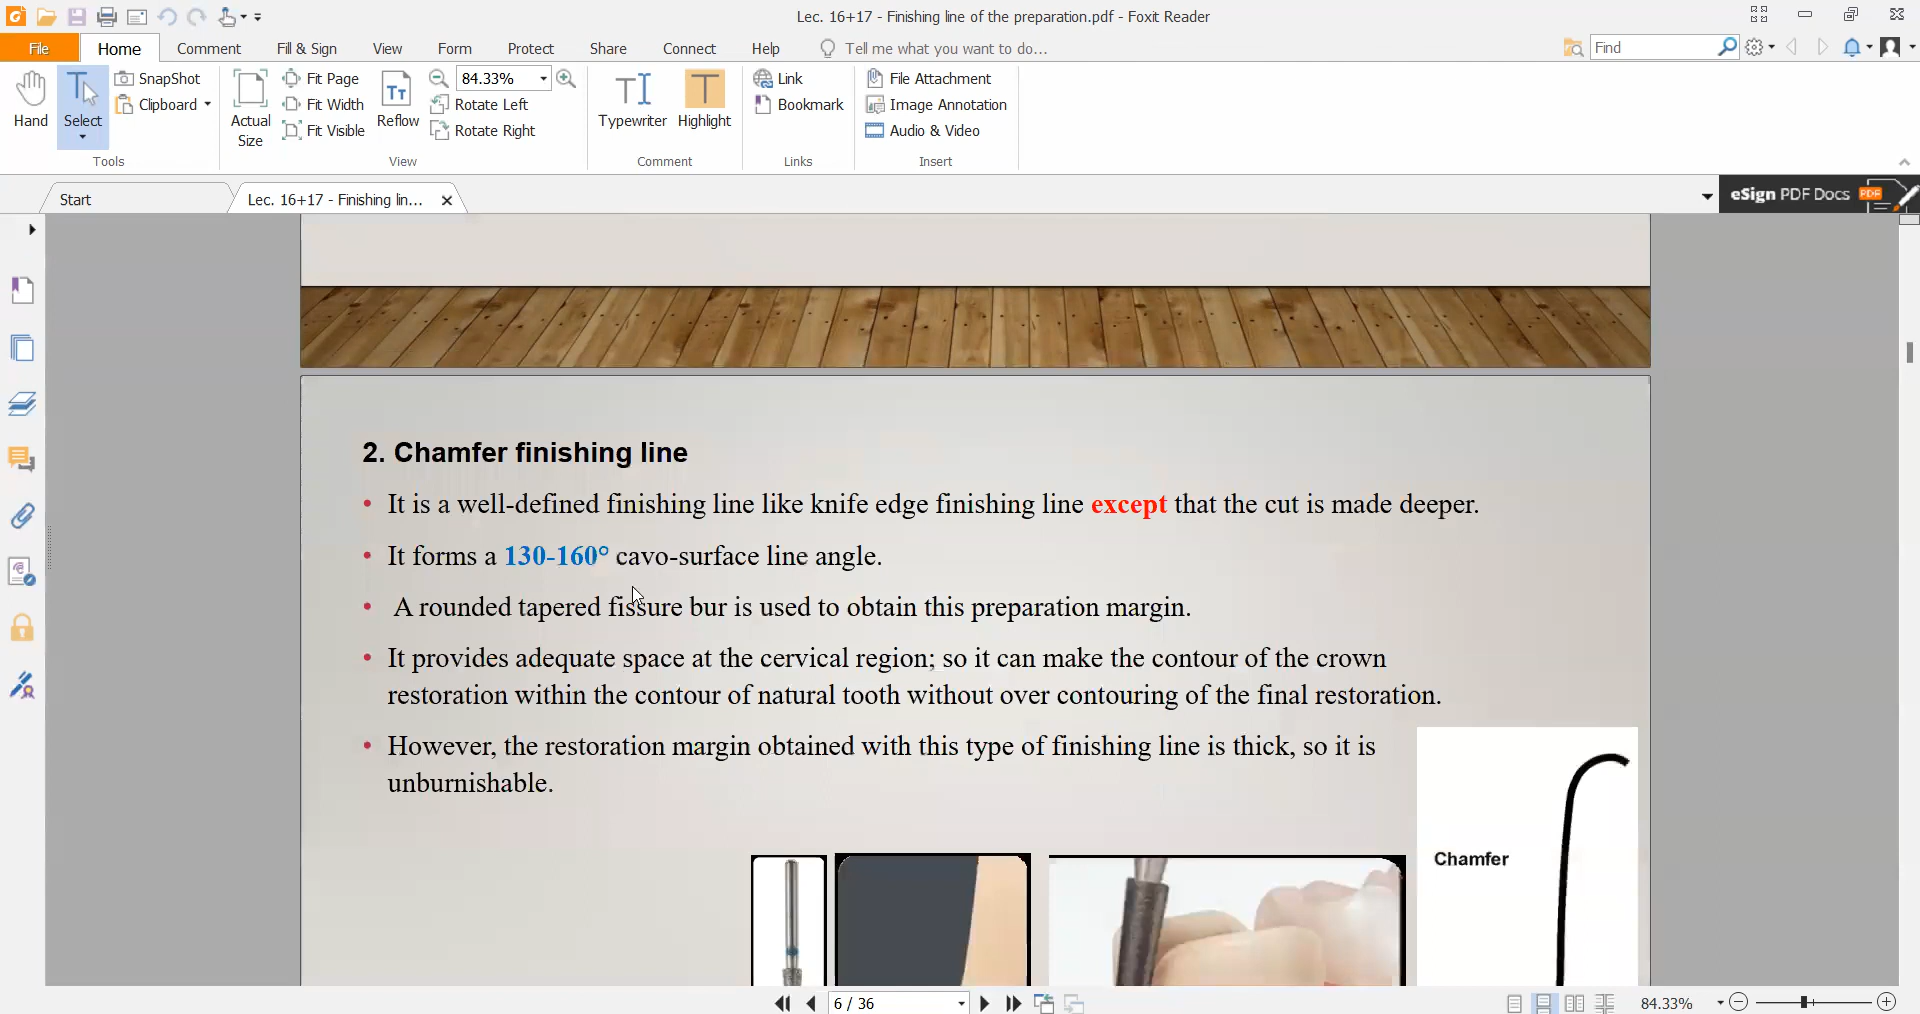 Lec. 16+17 - Finishing line of the preparation.pdf - Foxit Reader
File Home Comment Fill & Sign View Form Protect Share Connect Help Tell me what you want to do... Find
Hand
Select
SnapShot
Clipboard
Tools
Actual
Size
Fit Page
Fit Width
Fit Visible
Reflow
84.33%
Rotate Left
Rotate Right
View
Typewriter
Highlight
Comment
Link
Bookmark
Links
File Attachment
Image Annotation
Audio & Video
Insert
Start
Lec. 16+17 - Finishing lin...
eSign PDF Docs PDF
2. Chamfer finishing line
• It is a well-defined finishing line like knife edge finishing line except that the cut is made deeper.
• It forms a 130-160° cavo-surface line angle.
• A rounded tapered fissure bur is used to obtain this preparation margin.
• It provides adequate space at the cervical region; so it can make the contour of the crown
restoration within the contour of natural tooth without over contouring of the final restoration.
• However, the restoration margin obtained with this type of finishing line is thick, so it is
unburnishable.
Chamfer
6 / 36
84.33%